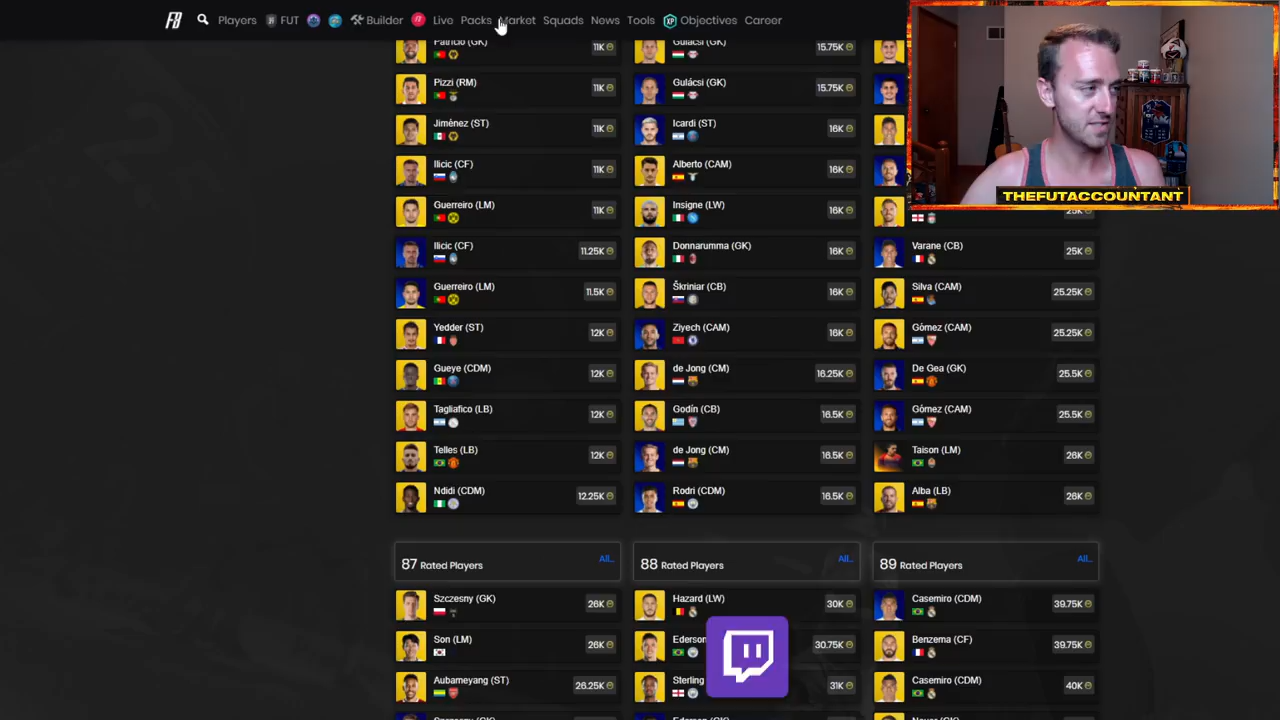 FB Players FUT Builder Live Packs Market Squads News Tools XP Objectives Career
Patrício (GK) 11K
Pizzi (RM) 11K
Jiménez (ST) 11K
Ilicic (CF) 11K
Guerreiro (LM) 11K
Ilicic (CF) 11.25K
Guerreiro (LM) 11.5K
Yedder (ST) 12K
Gueye (CDM) 12K
Tagliafico (LB) 12K
Telles (LB) 12K
Ndidi (CDM) 12.25K
Gulácsi (GK) 15.75K
Gulácsi (GK) 15.75K
Icardi (ST) 16K
Alberto (CAM) 16K
Insigne (LW) 16K
Donnarumma (GK) 16K
Škriniar (CB) 16K
Ziyech (CAM) 16K
de Jong (CM) 16.25K
Godín (CB) 16.5K
de Jong (CM) 16.5K
Rodri (CDM) 16.5K
25K
Varane (CB) 25K
Silva (CAM) 25.25K
Gómez (CAM) 25.25K
De Gea (GK) 25.5K
Gómez (CAM) 25.5K
Taison (LM) 26K
Alba (LB) 26K
THEFUTACCOUNTANT
87 Rated Players All..
Szczesny (GK) 26K
Son (LM) 26K
Aubameyang (ST) 26.25K
88 Rated Players All..
Hazard (LW) 30K
Ederson 30.75K
Sterling 31K
89 Rated Players All..
Casemiro (CDM) 39.75K
Benzema (CF) 39.75K
Casemiro (CDM) 40K